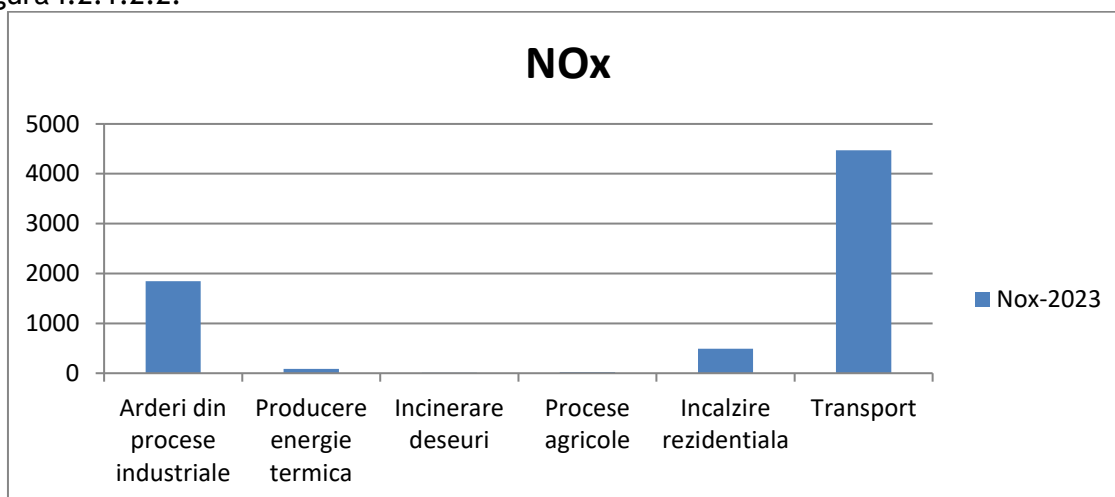 NOx
5000
4000
3000
2000
1000
0
Arderi din
procese
industriale
Producere
energie
termica
Incinerare
deseuri
Procese
agricole
Incalzire
rezidentiala
Transport
Nox-2023